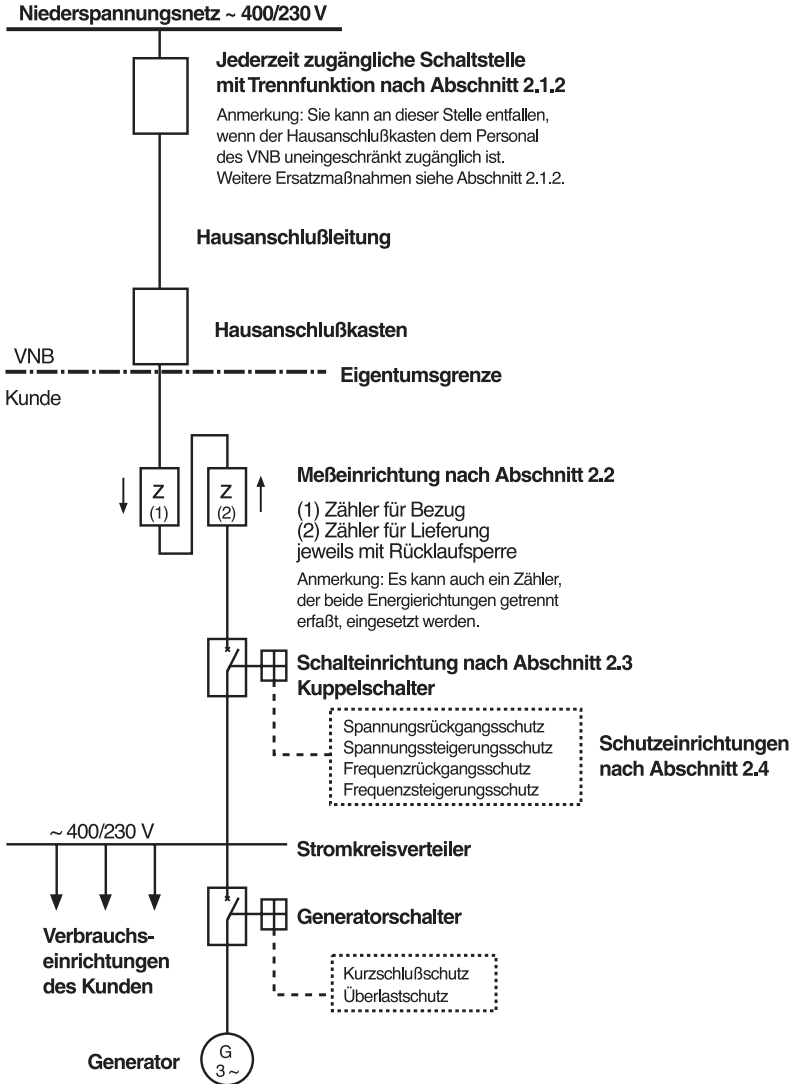 Niederspannungsnetz ~ 400/230 V
Jederzeit zugängliche Schaltstelle
mit Trennfunktion nach Abschnitt 2.1.2
Anmerkung: Sie kann an dieser Stelle entfallen,
wenn der Hausanschlußkasten dem Personal
des VNB uneingeschränkt zugänglich ist.
Weitere Ersatzmaßnahmen siehe Abschnitt 2.1.2.
Hausanschlußleitung
Hausanschlußkasten
VNB
Eigentumsgrenze
Kunde
Z
(1)
Z
(2)
Meßeinrichtung nach Abschnitt 2.2
(1) Zähler für Bezug
(2) Zähler für Lieferung
jeweils mit Rücklaufsperre
Anmerkung: Es kann auch ein Zähler,
der beide Energierichtungen getrennt
erfaßt, eingesetzt werden.
Schalteinrichtung nach Abschnitt 2.3
Kuppelschalter
Spannungsrückgangsschutz
Spannungssteigerungsschutz
Frequenzrückgangsschutz
Frequenzsteigerungsschutz
Schutzeinrichtungen
nach Abschnitt 2.4
~ 400/230 V
Stromkreisverteiler
Generatorschalter
Verbrauchs-
einrichtungen
des Kunden
Kurzschlußschutz
Überlastschutz
Generator
G
3 ~